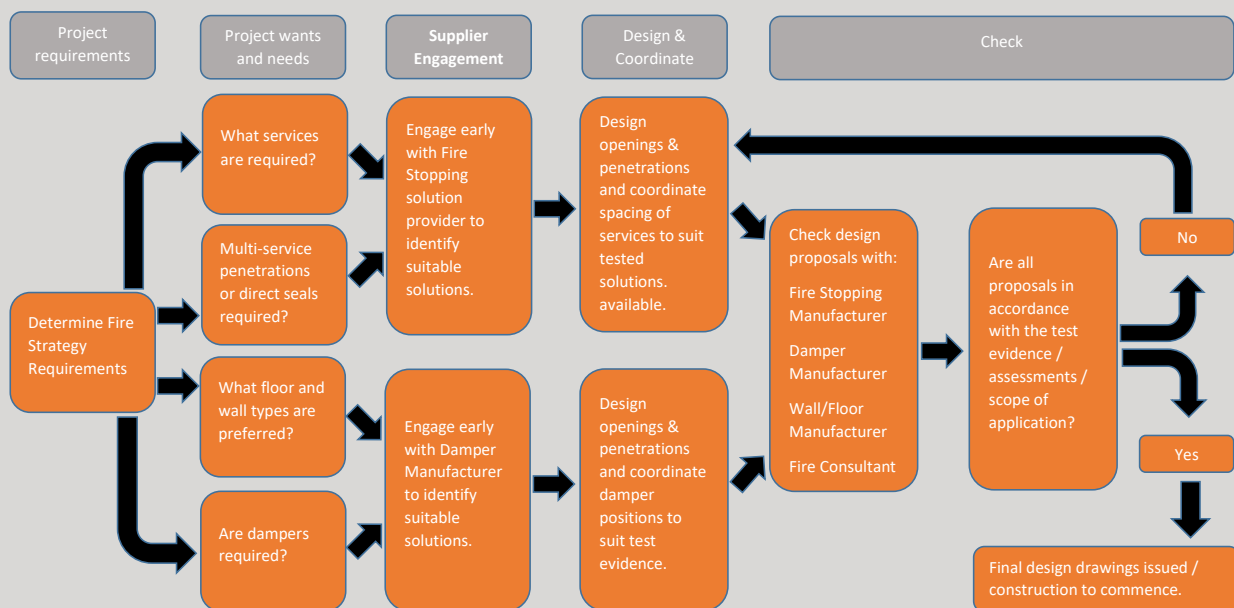 Project
requirements
Project wants
and needs
Supplier
Engagement
Design &
Coordinate
Check
Determine Fire
Strategy
Requirements
What services
are required?
Multi-service
penetrations
or direct seals
required?
What floor and
wall types are
preferred?
Are dampers
required?
Engage early
with Fire
Stopping
solution
provider to
identify
suitable
solutions.
Engage early
with Damper
Manufacturer
to identify
suitable
solutions.
Design
openings &
penetrations
and coordinate
spacing of
services to suit
tested
solutions.
available.
Design
openings &
penetrations
and coordinate
damper
positions to
suit test
evidence.
Check design
proposals with:
Fire Stopping
Manufacturer
Damper
Manufacturer
Wall/Floor
Manufacturer
Fire Consultant
Are all
proposals in
accordance
with the test
evidence /
assessments /
scope of
application?
No
Yes
Final design drawings issued /
construction to commence.